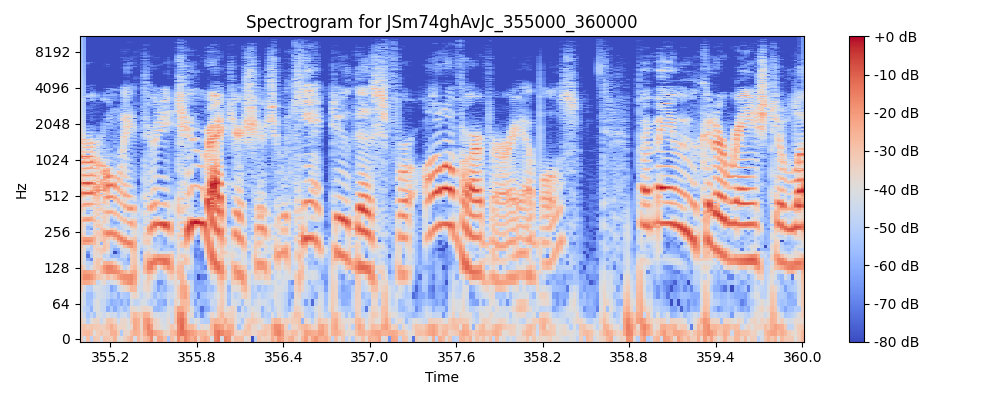 Spectrogram for JSm74ghAvJc_355000_360000
Hz
8192
4096
2048
1024
512
256
128
64
0
355.2 355.8 356.4 357.0 357.6 358.2 358.8 359.4 360.0
Time
+0 dB
-10 dB
-20 dB
-30 dB
-40 dB
-50 dB
-60 dB
-70 dB
-80 dB